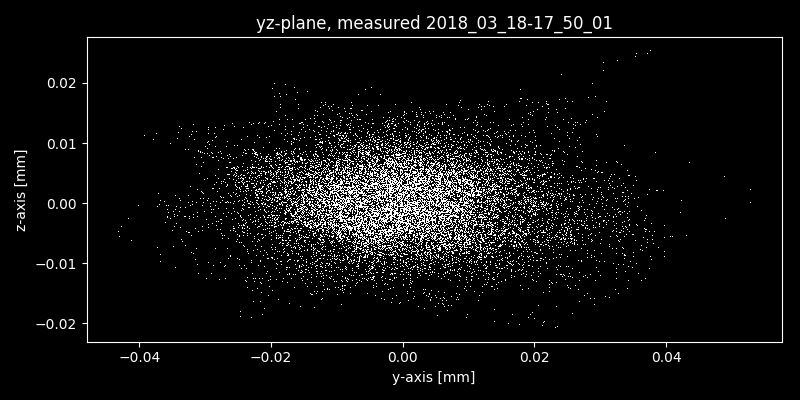 yz-plane, measured 2018_03_18-17_50_01
0.02
0.01
0.00
−0.01
−0.02
z-axis [mm]
−0.04 −0.02 0.00 0.02 0.04
y-axis [mm]